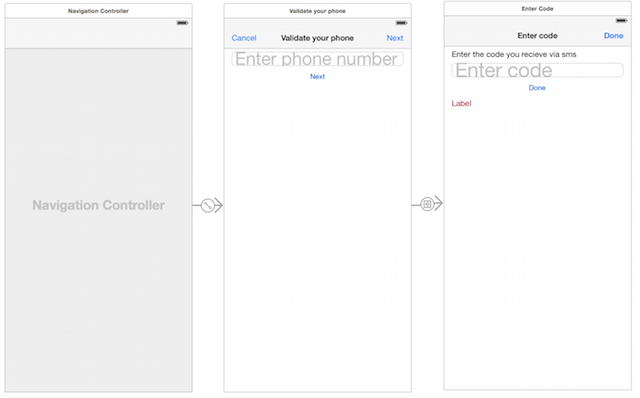 Navigation Controller
Navigation Controller
Validate your phone
Cancel Validate your phone Next
Enter phone number
Next
Enter Code
Enter code Done
Enter the code you recieve via sms
Enter code
Done
Label